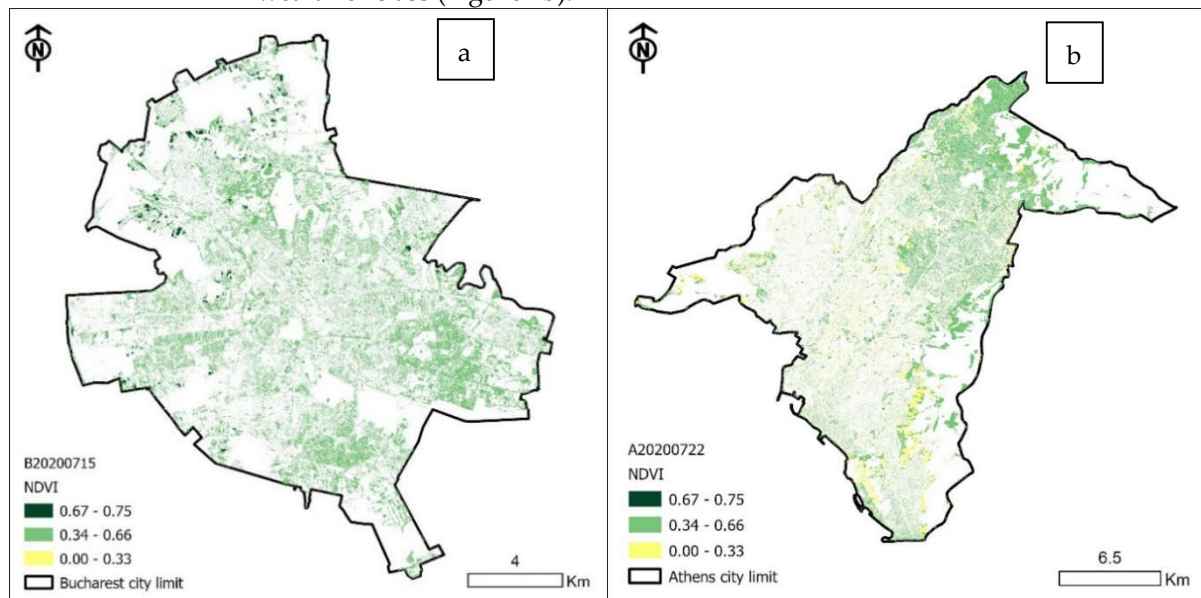 N
a
B20200715
NDVI
0.67 - 0.75
0.34 - 0.66
0.00 - 0.33
Bucharest city limit
4
Km
N
b
A20200722
NDVI
0.67 - 0.75
0.34 - 0.66
0.00 - 0.33
Athens city limit
6.5
Km